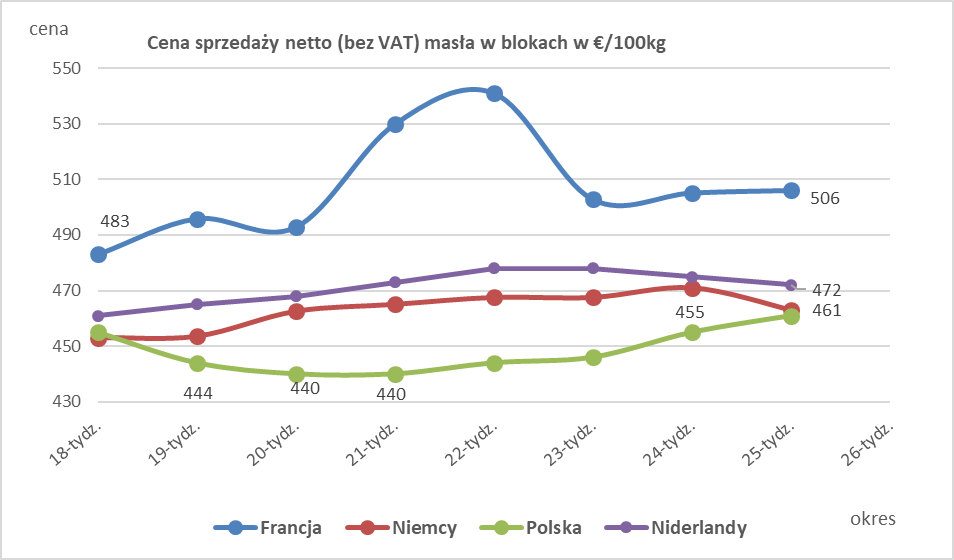 cena
Cena sprzedaży netto (bez VAT) masła w blokach w €/100kg
550
530
510
490
470
450
430
483
506
472
461
455
444
440
440
18-tydz.
19-tydz.
20-tydz.
21-tydz.
22-tydz.
23-tydz.
24-tydz.
25-tydz.
26-tydz.
okres
Francja Niemcy Polska Niderlandy